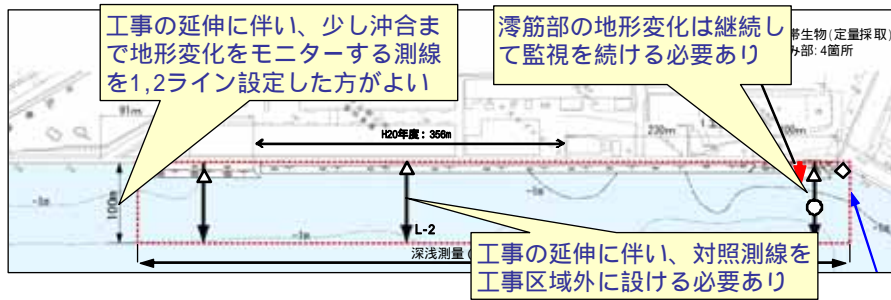 工事の延伸に伴い、少し沖合ま
で地形変化をモニターする測線
を1,2ライン設定した方がよい
澪筋部の地形変化は継続し
て監視を続ける必要あり
帯生物(定量採取)
み部: 4箇所
91m
H20年度: 356m
230m
100m
-1m
-1m
L-2
-1m
深浅測量(
工事の延伸に伴い、対照測線を
工事区域外に設ける必要あり